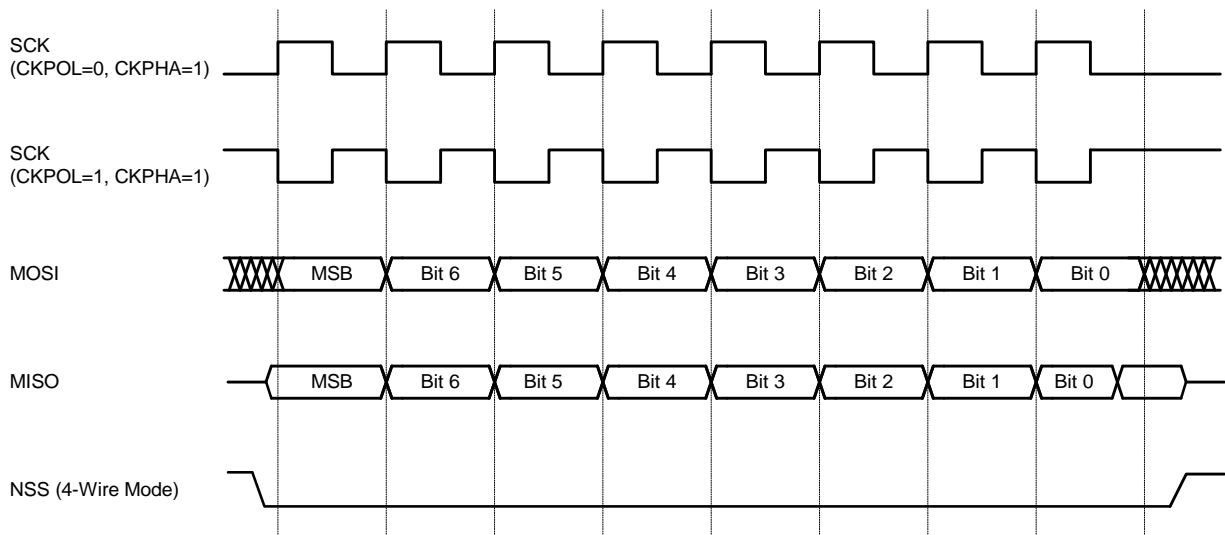 SCK
(CKPOL=0, CKPHA=1)
SCK
(CKPOL=1, CKPHA=1)
MOSI
MSB Bit 6 Bit 5 Bit 4 Bit 3 Bit 2 Bit 1 Bit 0
MISO
MSB Bit 6 Bit 5 Bit 4 Bit 3 Bit 2 Bit 1 Bit 0
NSS (4-Wire Mode)